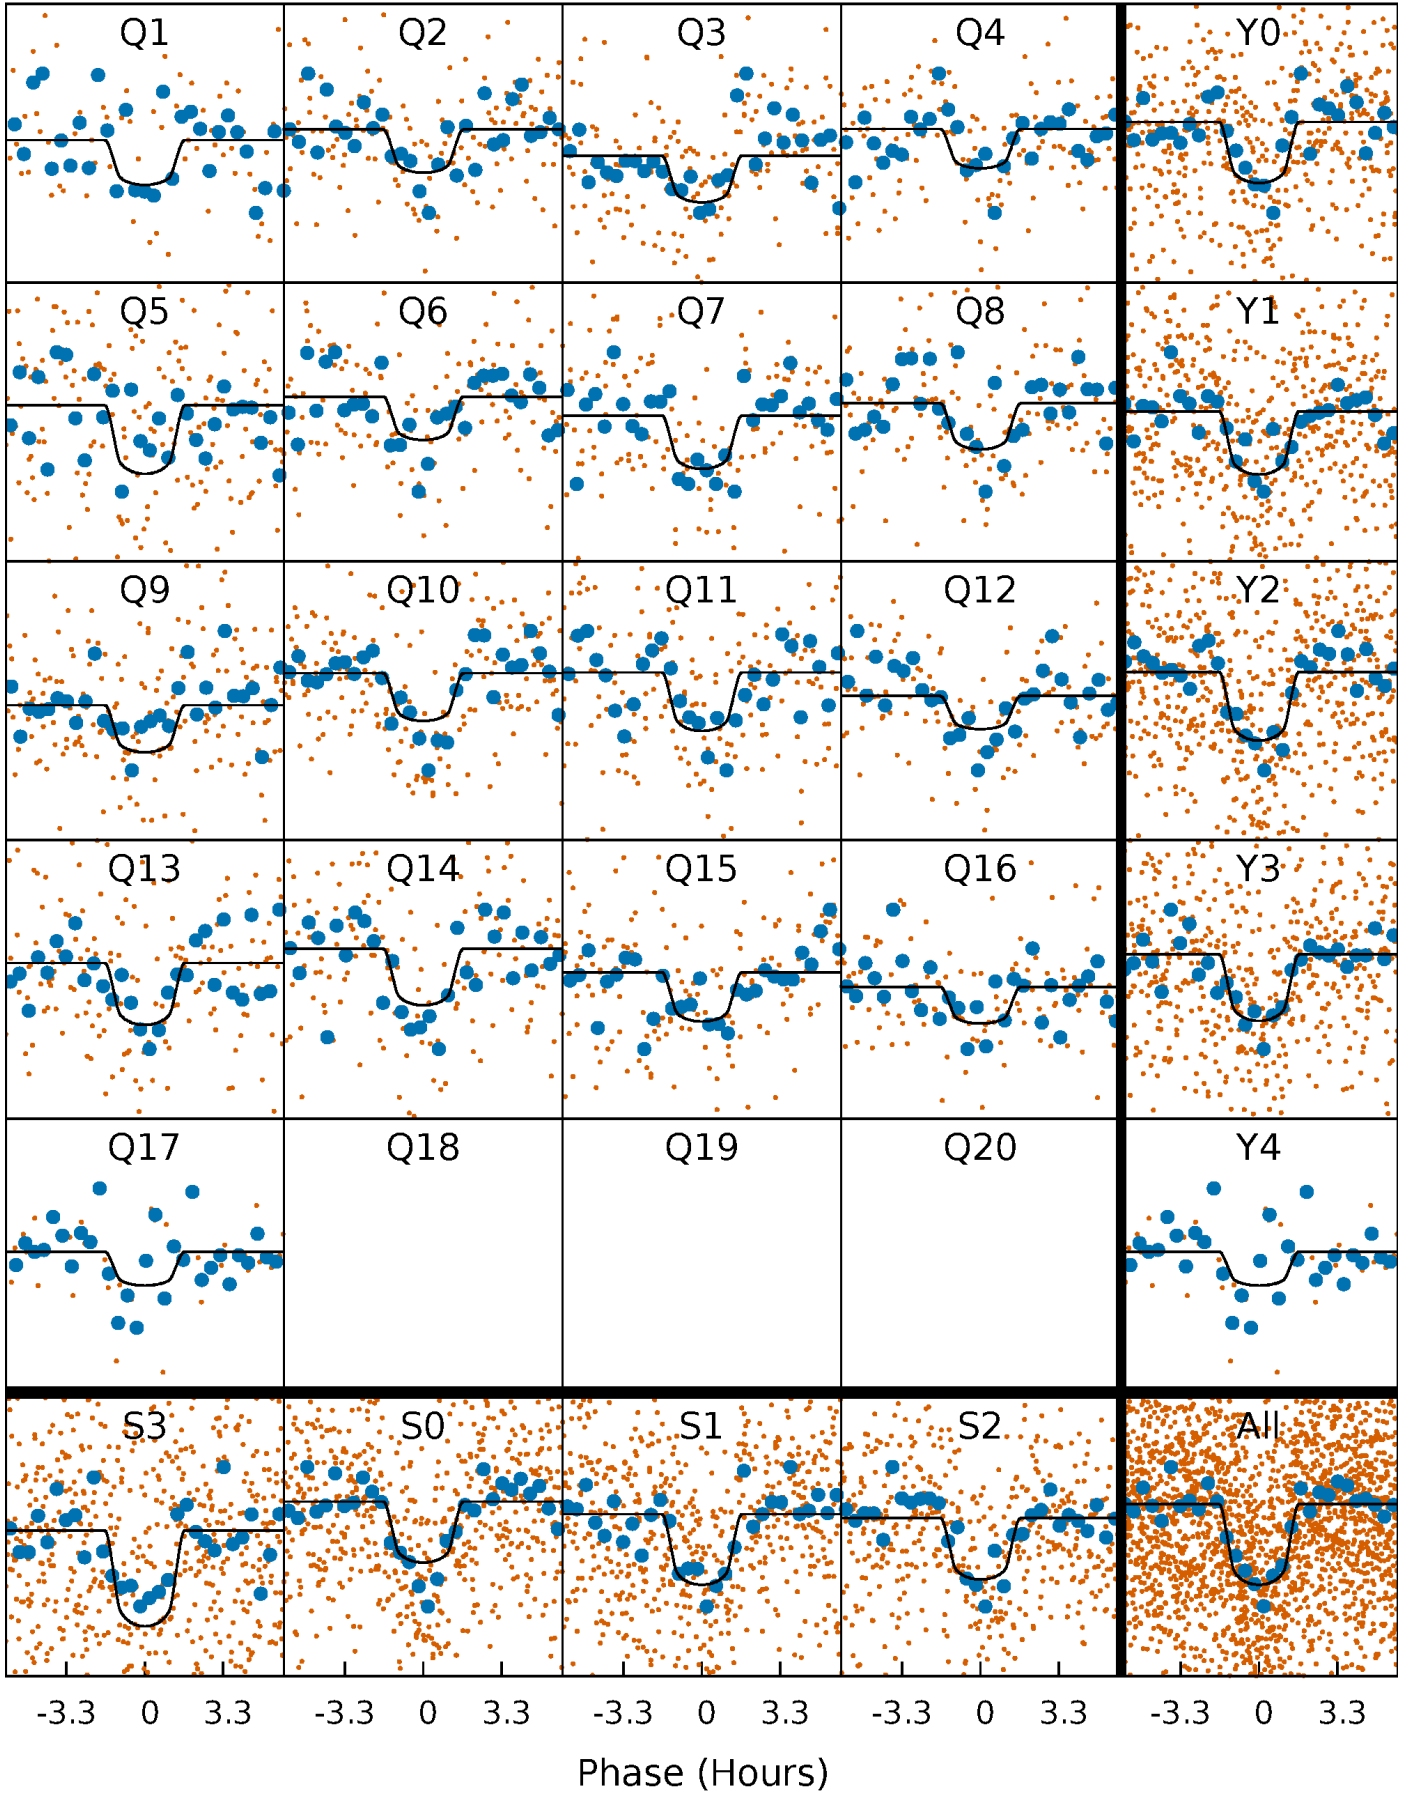 Q1 Q2 Q3 Q4 Y0
Q5 Q6 Q7 Q8 Y1
Q9 Q10 Q11 Q12 Y2
Q13 Q14 Q15 Q16 Y3
Q17 Q18 Q19 Q20 Y4
S3 S0 S1 S2 All
-3.3 0 3.3 -3.3 0 3.3 -3.3 0 3.3 -3.3 0 3.3 -3.3 0 3.3
Phase (Hours)